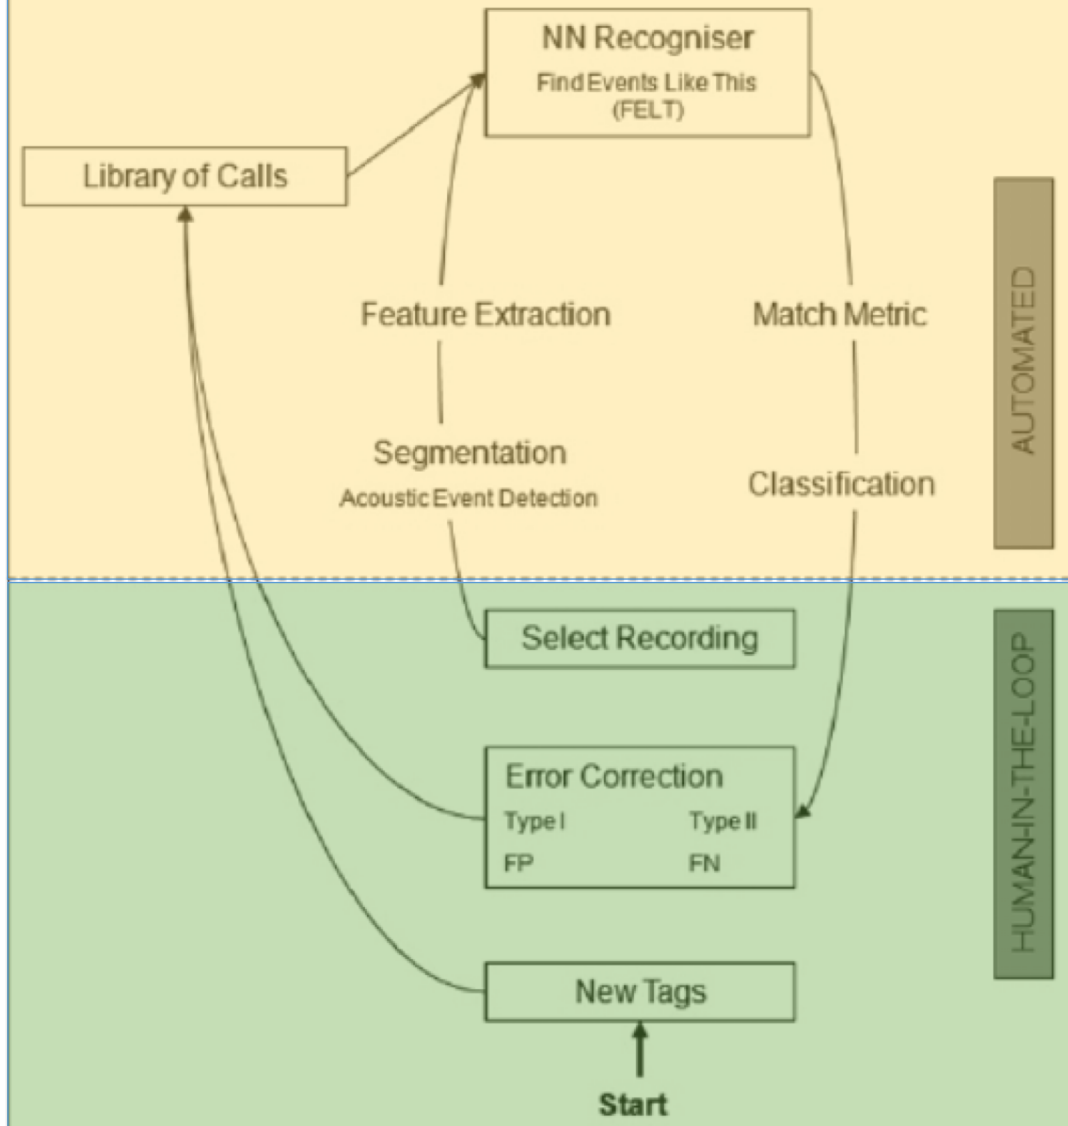 NN Recogniser
Find Events Like This
(FELT)
Library of Calls
Feature Extraction
Match Metric
Segmentation
Acoustic Event Detection
Classification
AUTOMATED
Select Recording
Error Correction
Type I Type II
FP FN
HUMAN-IN-THE-LOOP
New Tags
Start